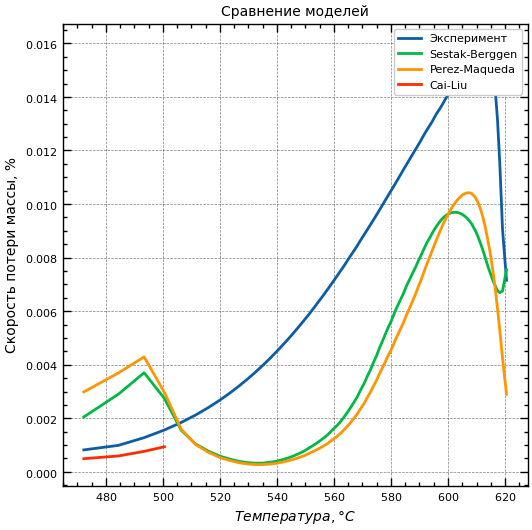 Сравнение моделей
Эксперимент
Sestak-Berggen
Perez-Maqueda
Cai-Liu
Скорость потери массы, %
0.016
0.014
0.012
0.010
0.008
0.006
0.004
0.002
0.000
480 500 520 540 560 580 600 620
Температура, °C